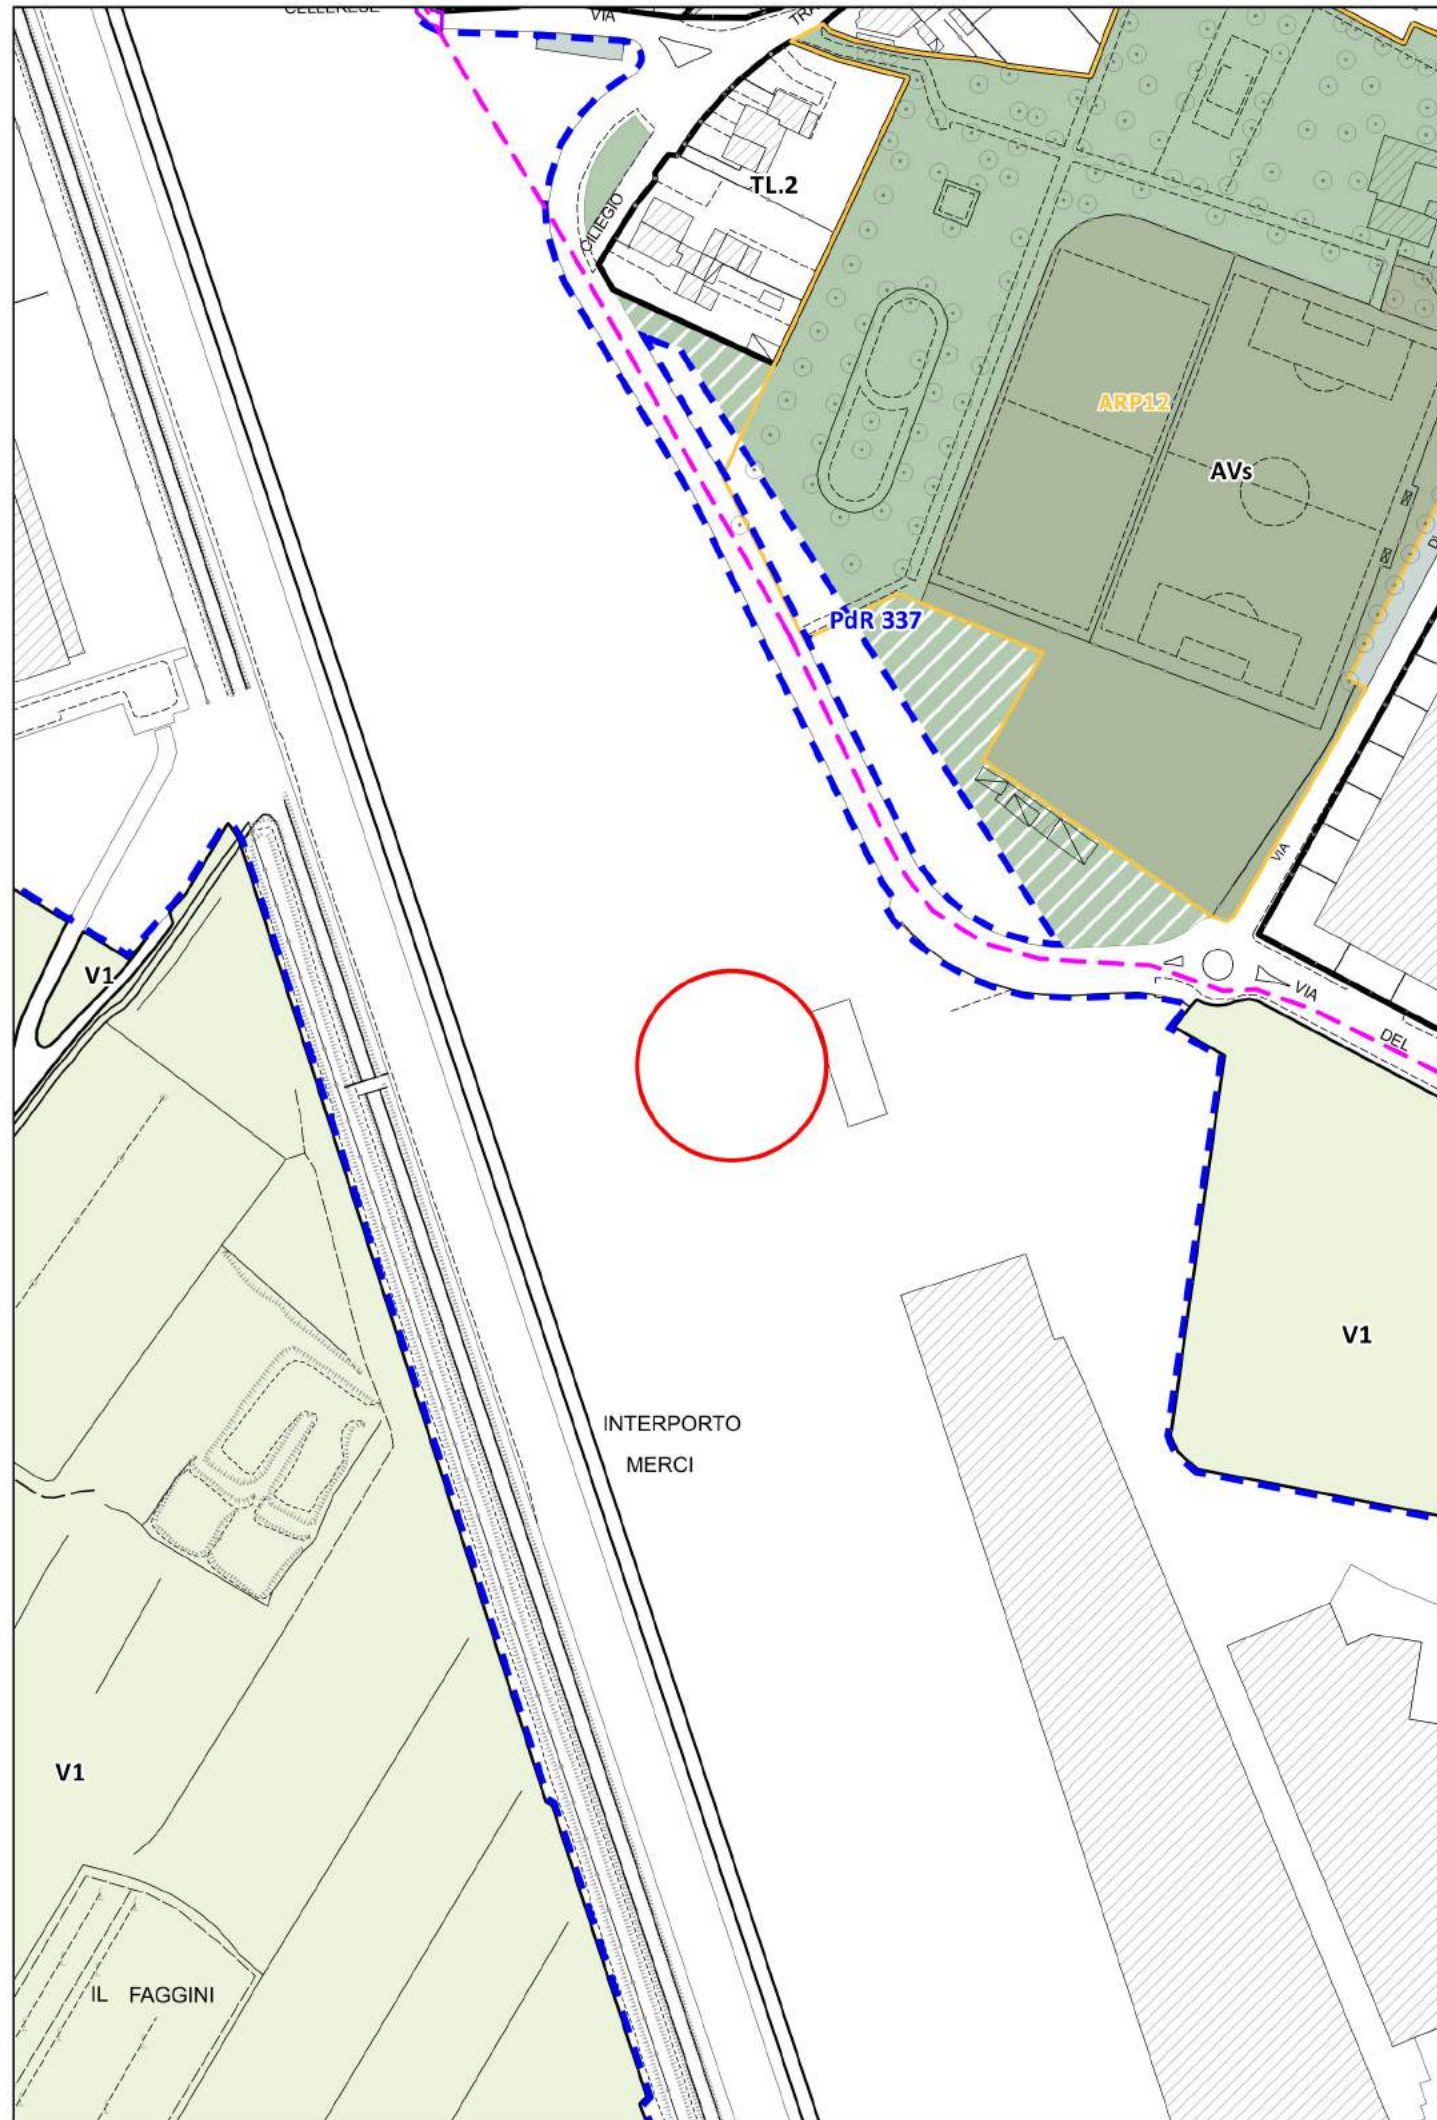 VIA
TL.2
CILIEGIO
ARP12
AVs
PdR 337
VIA
V1
VIA
DEL
V1
INTERPORTO
MERCI
V1
IL FAGGINI